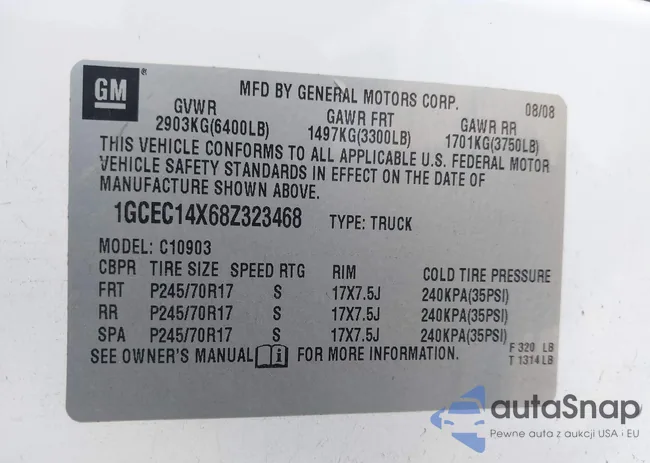 GM ®
MFD BY GENERAL MOTORS CORP. 08/08
GVWR GAWR FRT GAWR RR
2903KG(6400LB) 1497KG(3300LB) 1701KG(3750LB)
THIS VEHICLE CONFORMS TO ALL APPLICABLE U.S. FEDERAL MOTOR
VEHICLE SAFETY STANDARDS IN EFFECT ON THE DATE OF
MANUFACTURE SHOWN ABOVE.
1GCEC14X68Z323468 TYPE: TRUCK
MODEL: C10903
CBPR TIRE SIZE SPEED RTG RIM COLD TIRE PRESSURE
FRT P245/70R17 S 17X7.5J 240KPA(35PSI)
RR P245/70R17 S 17X7.5J 240KPA(35PSI)
SPA P245/70R17 S 17X7.5J 240KPA(35PSI)
SEE OWNER'S MANUAL i FOR MORE INFORMATION.
F 320 LB
T 1314 LB
autaSnap
Pewne auta z aukcji USA i EU